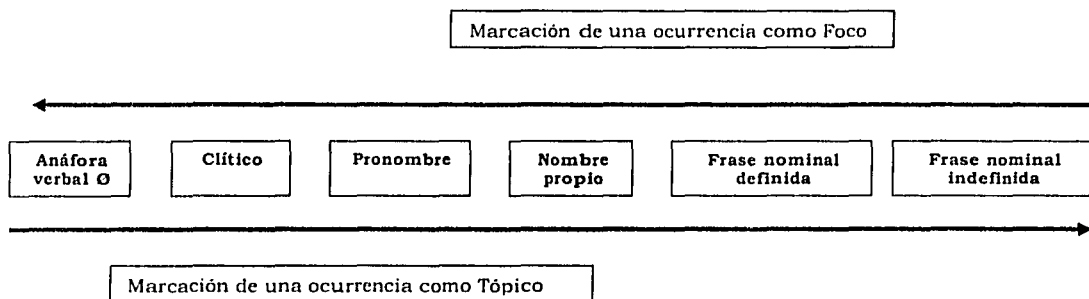 Marcación de una ocurrencia como Foco
Anáfora
verbal Ø
Clítico
Pronombre
Nombre
propio
Frase nominal
definida
Frase nominal
indefinida
Marcación de una ocurrencia como Tópico